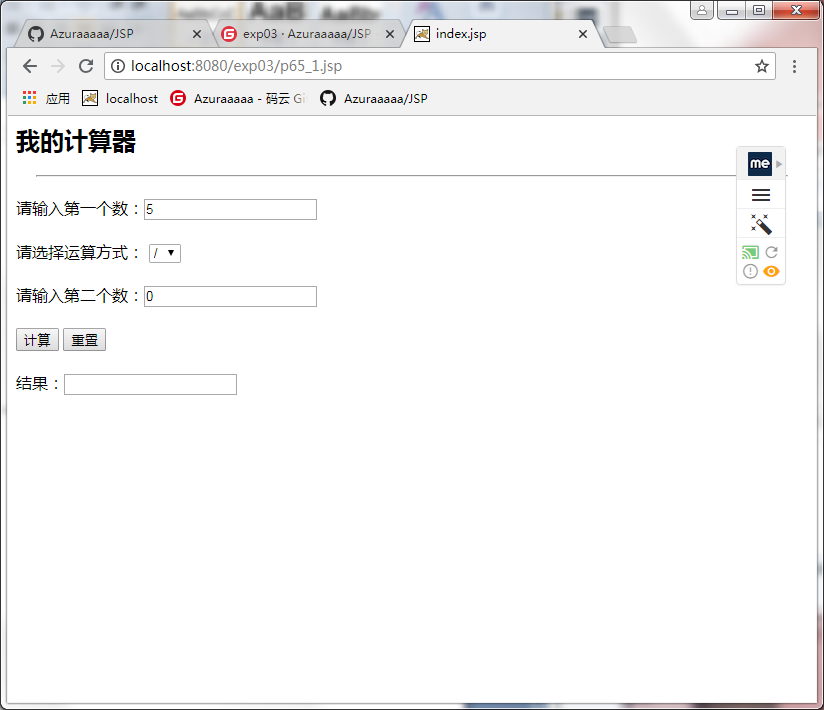 Azuraaaaa/JSP
exp03 · Azuraaaaa/JSP
index.jsp
localhost:8080/exp03/p65_1.jsp
应用
localhost
Azuraaaaa - 码云 Gi
Azuraaaaa/JSP
我的计算器
me
请输入第一个数：5
请选择运算方式： /
请输入第二个数：0
计算 重置
结果：